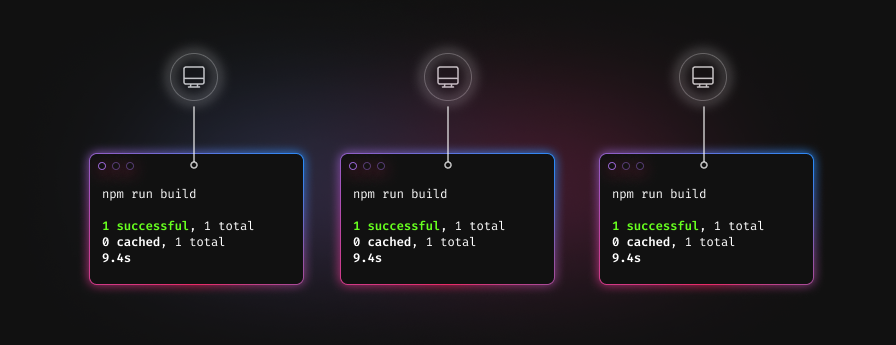 npm run build
1 successful, 1 total
0 cached, 1 total
9.4s
npm run build
1 successful, 1 total
0 cached, 1 total
9.4s
npm run build
1 successful, 1 total
0 cached, 1 total
9.4s